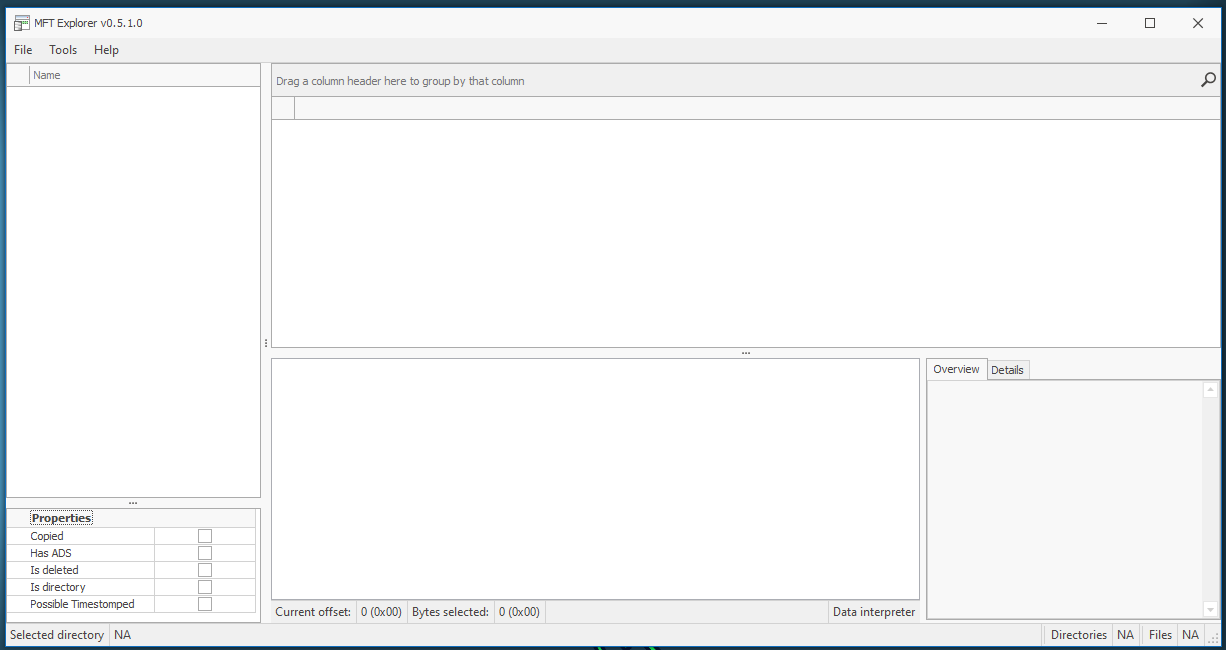 MFT Explorer v0.5.1.0
File Tools Help
Name
Drag a column header here to group by that column
Overview Details
Properties
Copied
Has ADS
Is deleted
Is directory
Possible Timestomped
Current offset: 0 (0x00) Bytes selected: 0 (0x00) Data interpreter
Selected directory NA Directories NA Files NA